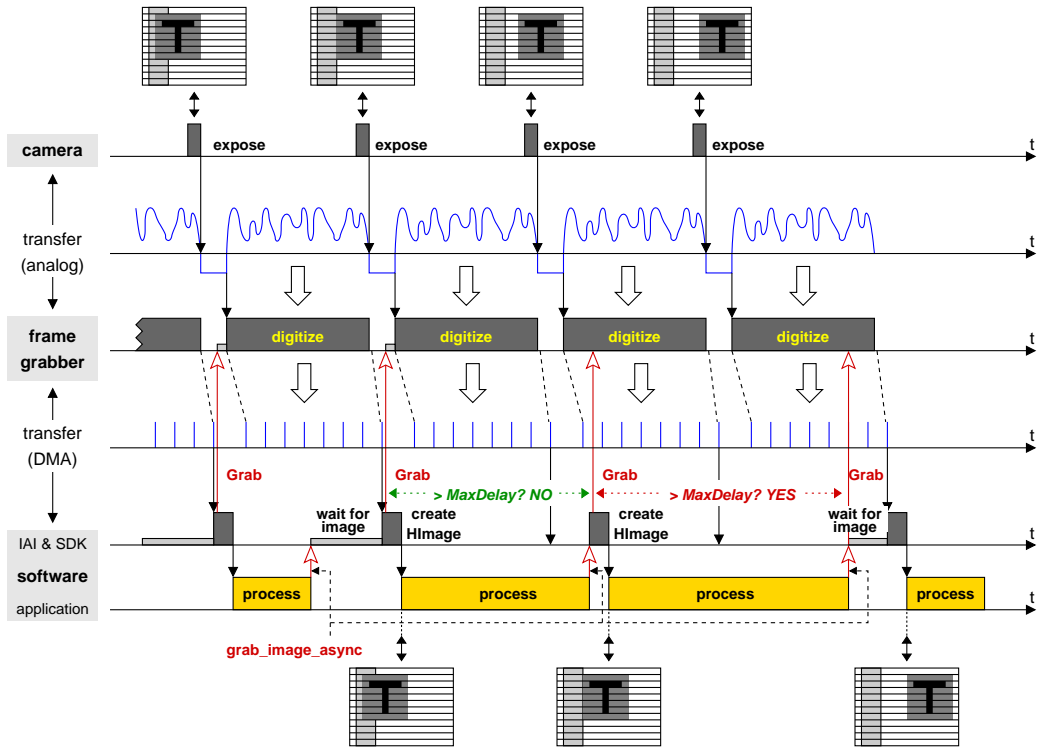 T
T
T
T
camera
expose
expose
expose
expose
t
transfer
(analog)
t
frame
grabber
digitize
digitize
digitize
digitize
t
transfer
(DMA)
t
Grab
Grab
Grab
Grab
> MaxDelay? NO
> MaxDelay? YES
wait for
image
create
HImage
create
HImage
wait for
image
IAI & SDK
t
software
application
process
process
process
process
t
grab_image_async
T
T
T